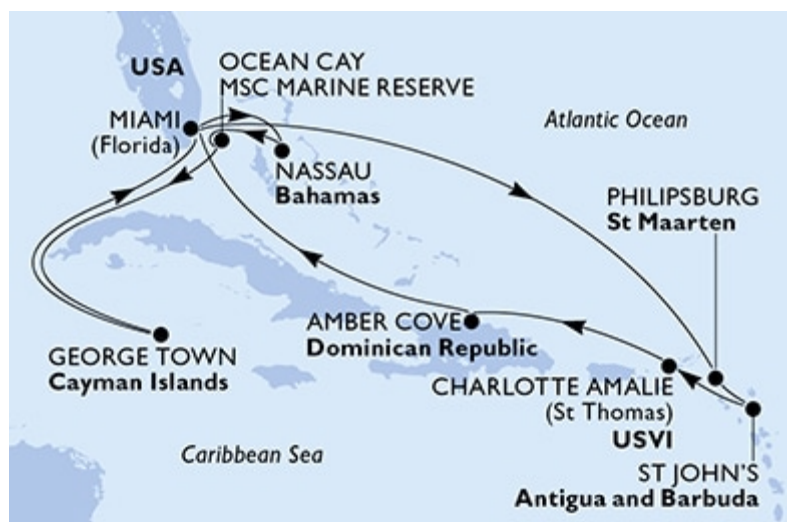 USA
OCEAN CAY
MSC MARINE RESERVE
MIAMI
(Florida)
Atlantic Ocean
NASSAU
Bahamas
PHILIPSBURG
St Maarten
AMBER COVE
Dominican Republic
GEORGE TOWN
Cayman Islands
CHARLOTTE AMALIE
(St Thomas)
USVI
Caribbean Sea
ST JOHN'S
Antigua and Barbuda